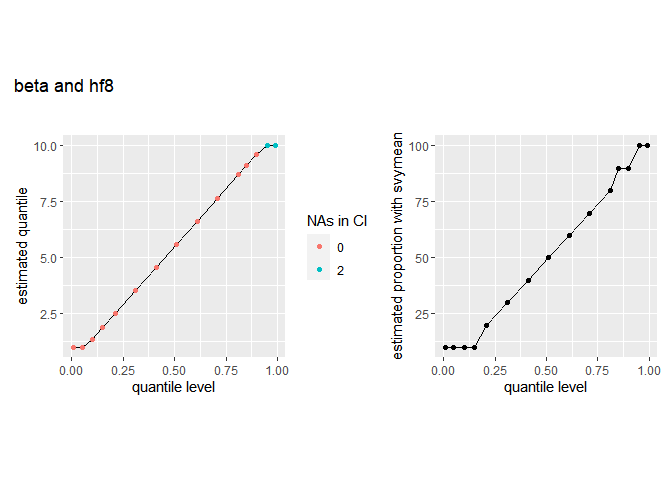 beta and hf8
estimated quantile
10.0
7.5
5.0
2.5
0.00 0.25 0.50 0.75 1.00
quantile level
NAs in CI
0
2
estimated proportion with svymean
100
75
50
25
0.00 0.25 0.50 0.75 1.00
quantile level